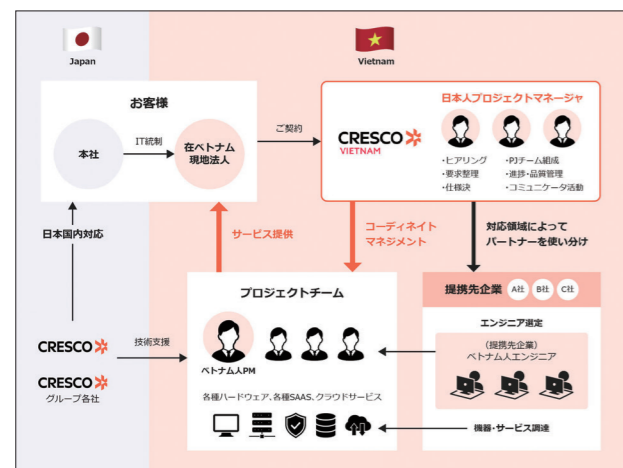 Japan
Vietnam
お客様
本社
IT統制
在ベトナム
現地法人
ご契約
日本人プロジェクトマネージャ
CRESCO
VIETNAM
・ヒアリング
・要求整理
・仕様決
・PJチーム組成
・進捗・品質管理
・コミュニケータ活動
日本国内対応
サービス提供
コーディネイト
マネジメント
対応領域によって
パートナーを使い分け
プロジェクトチーム
ベトナム人PM
各種ハードウェア、各種SAAS、クラウドサービス
提携先企業
A社
B社
C社
エンジニア選定
(提携先企業)
ベトナム人エンジニア
機器・サービス調達
CRESCO
技術支援
CRESCO
グループ各社